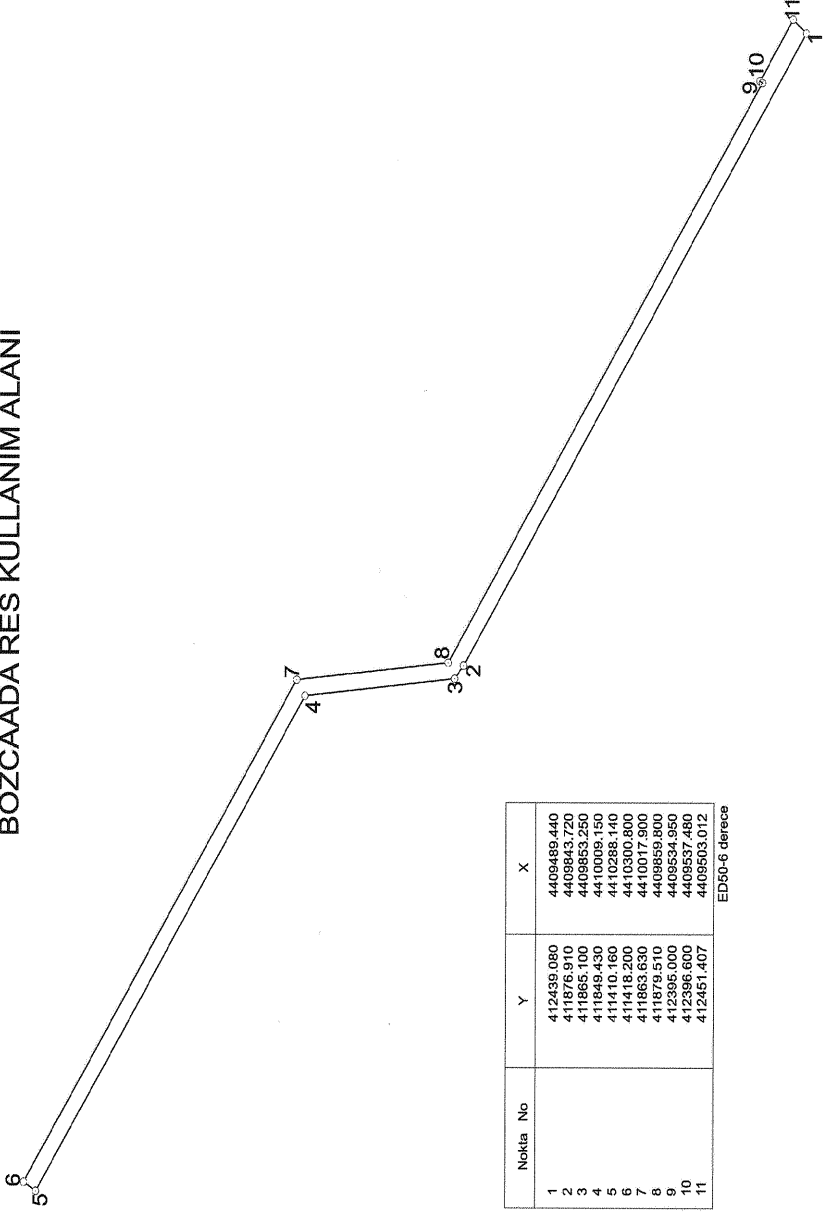 BOZCAADA RES KULLANIM ALANI
6
5
7
4
8
3
2
9 10
11
1
Nokta No Y X
1 412439.080 4409489.440
2 411876.910 4409843.720
3 411865.100 4409853.250
4 411849.430 4410009.150
5 411410.160 4410288.140
6 411418.200 4410300.800
7 411863.630 4410017.900
8 411879.510 4409859.800
9 412395.000 4409534.950
10 412396.600 4409537.480
11 412451.407 4409503.012
ED50-6 derece